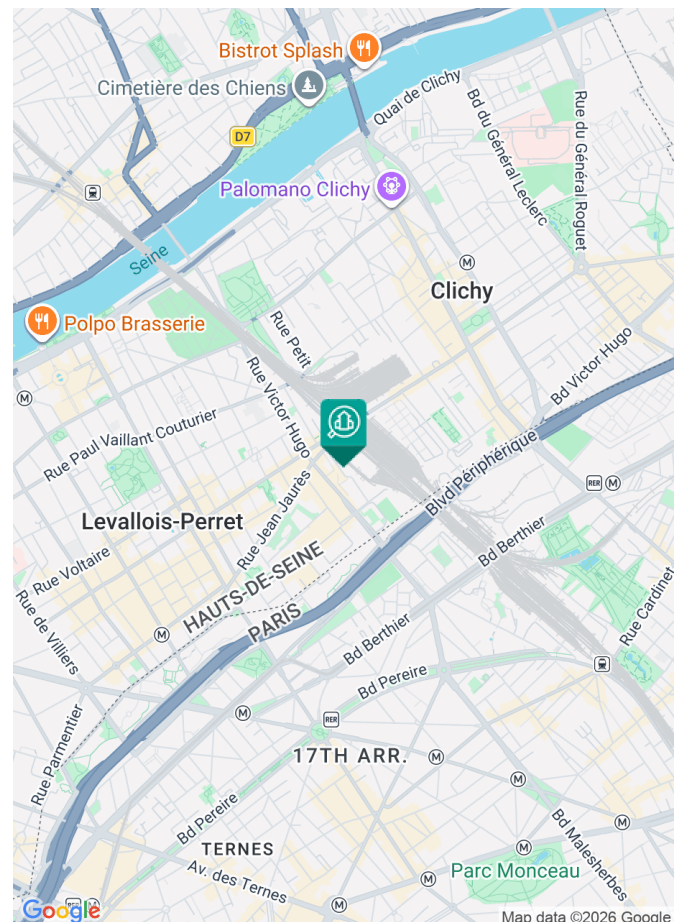 Bistrot Splash
Cimetière des Chiens
Quai de Clichy
D7
Bd du Général Leclerc
Rue du Général Roguet
Palomano Clichy
Seine
M
Clichy
Polpo Brasserie
Rue Petit
Bd Victor Hugo
M
Rue Victor Hugo
Rue Paul Vaillant Couturier
Blvd Périphérique
RER M
Levallois-Perret
Rue Jean Jaurès
Bd Berthier
Rue Voltaire
HAUTS-DE-SEINE
PARIS
Rue Cardinet
Rue de Villiers
M
Bd Berthier
Bd Pereire
M
RER
Rue Parmentier
17TH ARR.
M
M
Bd Pereire
M
Bd Malesherbes
TERNES
Parc Monceau
Av. des Ternes
M
M
RER
Google
Map data ©2026 Google